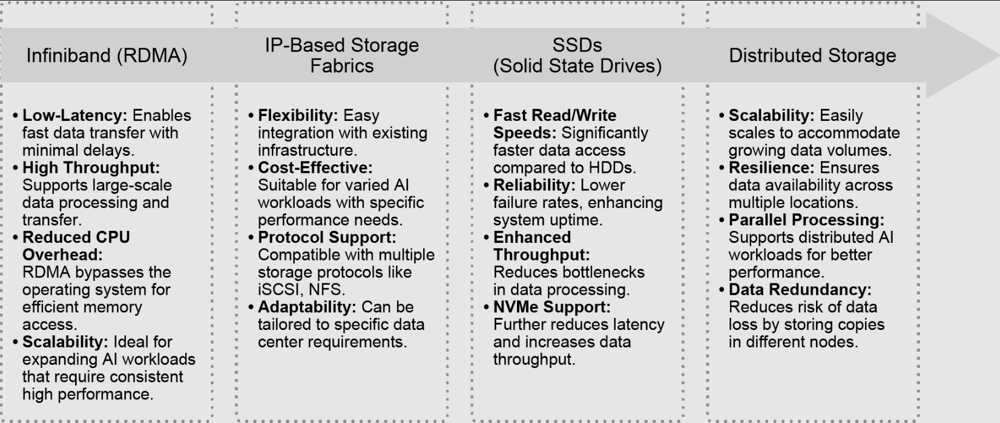 Infiniband (RDMA)
• Low-Latency: Enables
fast data transfer with
minimal delays.
• High Throughput:
Supports large-scale
data processing and
transfer.
• Reduced CPU
Overhead:
RDMA bypasses the
operating system for
efficient memory
access.
• Scalability: Ideal for
expanding AI workloads
that require consistent
high performance.
IP-Based Storage
Fabrics
• Flexibility: Easy
integration with existing
infrastructure.
• Cost-Effective:
Suitable for varied AI
workloads with specific
performance needs.
• Protocol Support:
Compatible with multiple
storage protocols like
iSCSI, NFS.
• Adaptability: Can be
tailored to specific data
center requirements.
SSDs
(Solid State Drives)
• Fast Read/Write
Speeds: Significantly
faster data access
compared to HDDs.
• Reliability: Lower
failure rates, enhancing
system uptime.
• Enhanced
Throughput:
Reduces bottlenecks
in data processing.
• NVMe Support:
Further reduces latency
and increases data
throughput.
Distributed Storage
• Scalability: Easily
scales to accommodate
growing data volumes.
• Resilience: Ensures
data availability across
multiple locations.
• Parallel Processing:
Supports distributed AI
workloads for better
performance.
• Data Redundancy:
Reduces risk of data
loss by storing copies
in different nodes.